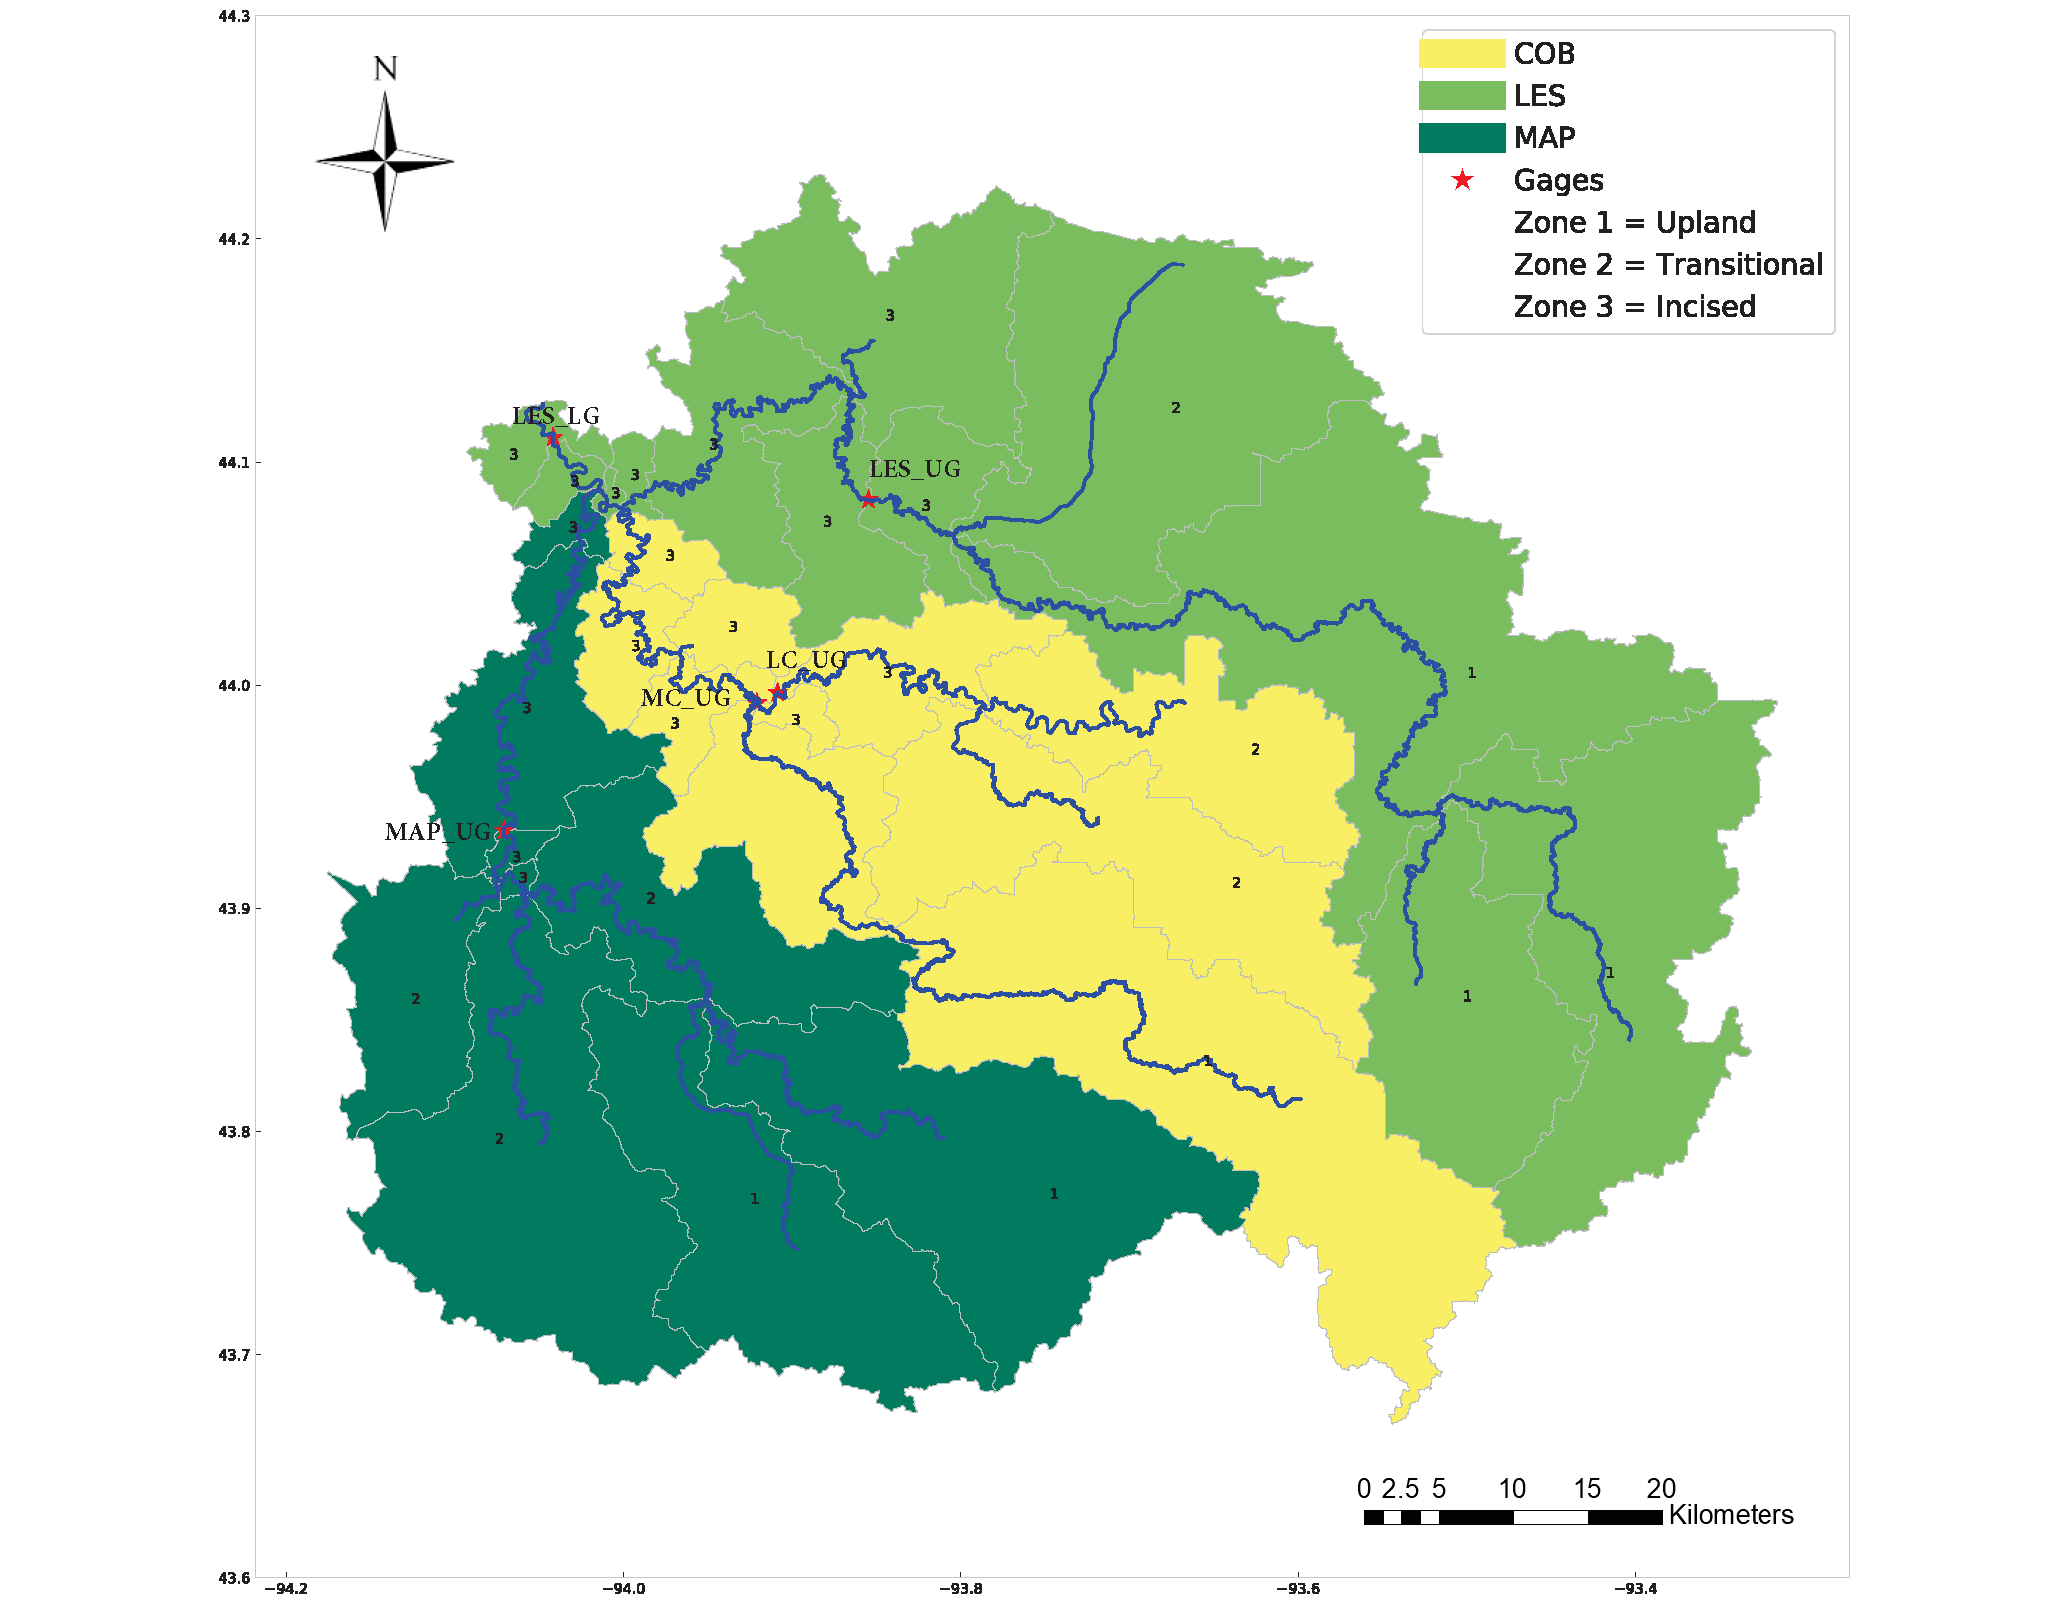 44.3
COB
LES
N
MAP
Gages
Zone 1 = Upland
44.2
Zone 2 = Transitional
Zone 3 = Incised
3
2
LES_LG
3
44.1
3
LES_UG
3
3
3
3
3
3
3
3
3
LC_UG
3
3
1
44.0
MC_UG
3
3
3
2
MAP_UG
3
3
2
2
43.9
1
2
1
1
43.8
2
1
1
43.7
0 2.5 5 10 15 20
Kilometers
43.6
−94.2 −94.0 −93.8 −93.6 −93.4